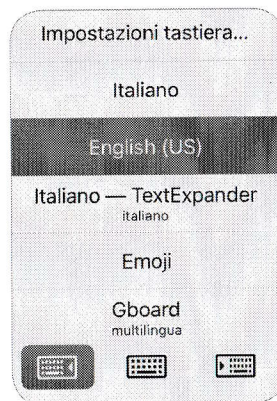 Impostazioni tastiera...
Italiano
English (US)
Italiano — TextExpander
italiano
Emoji
Gboard
multilingua